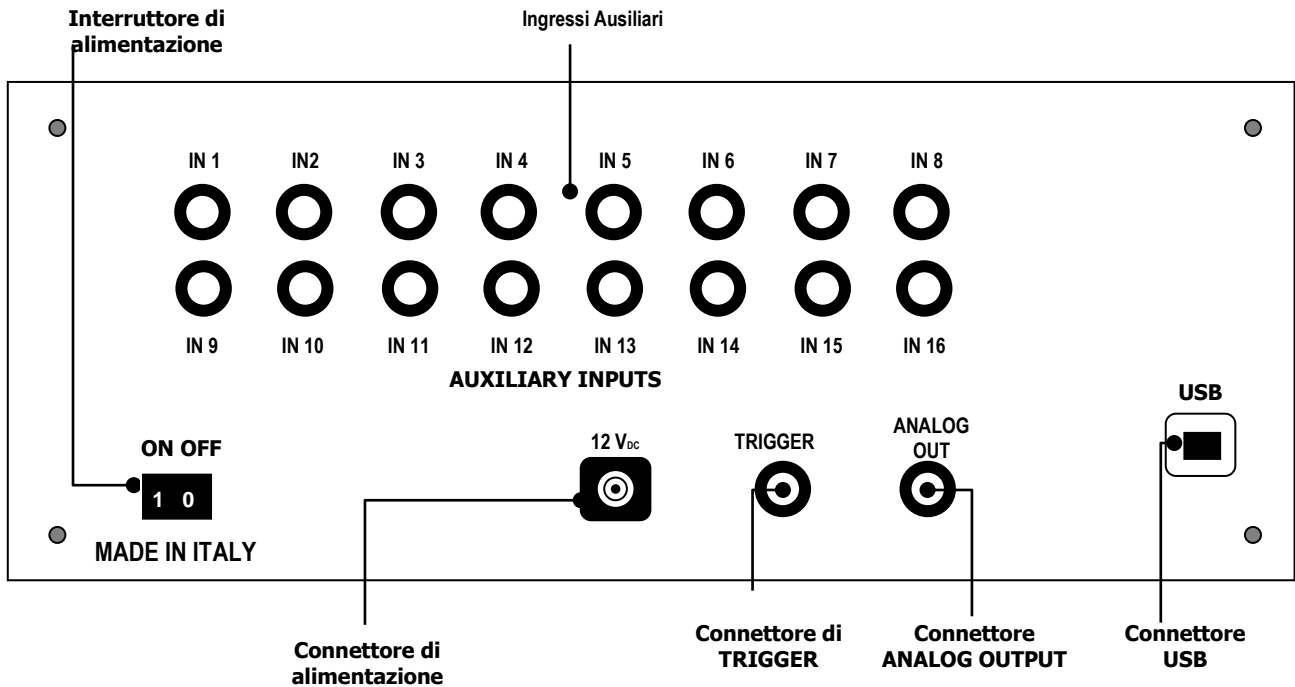 Interruttore di
alimentazione
Ingressi Ausiliari
IN 1 IN2 IN 3 IN 4 IN 5 IN 6 IN 7 IN 8
IN 9 IN 10 IN 11 IN 12 IN 13 IN 14 IN 15 IN 16
AUXILIARY INPUTS
USB
ON OFF
12 VDC
TRIGGER
ANALOG
OUT
1 0
MADE IN ITALY
Connettore di
alimentazione
Connettore di
TRIGGER
Connettore
ANALOG OUTPUT
Connettore
USB